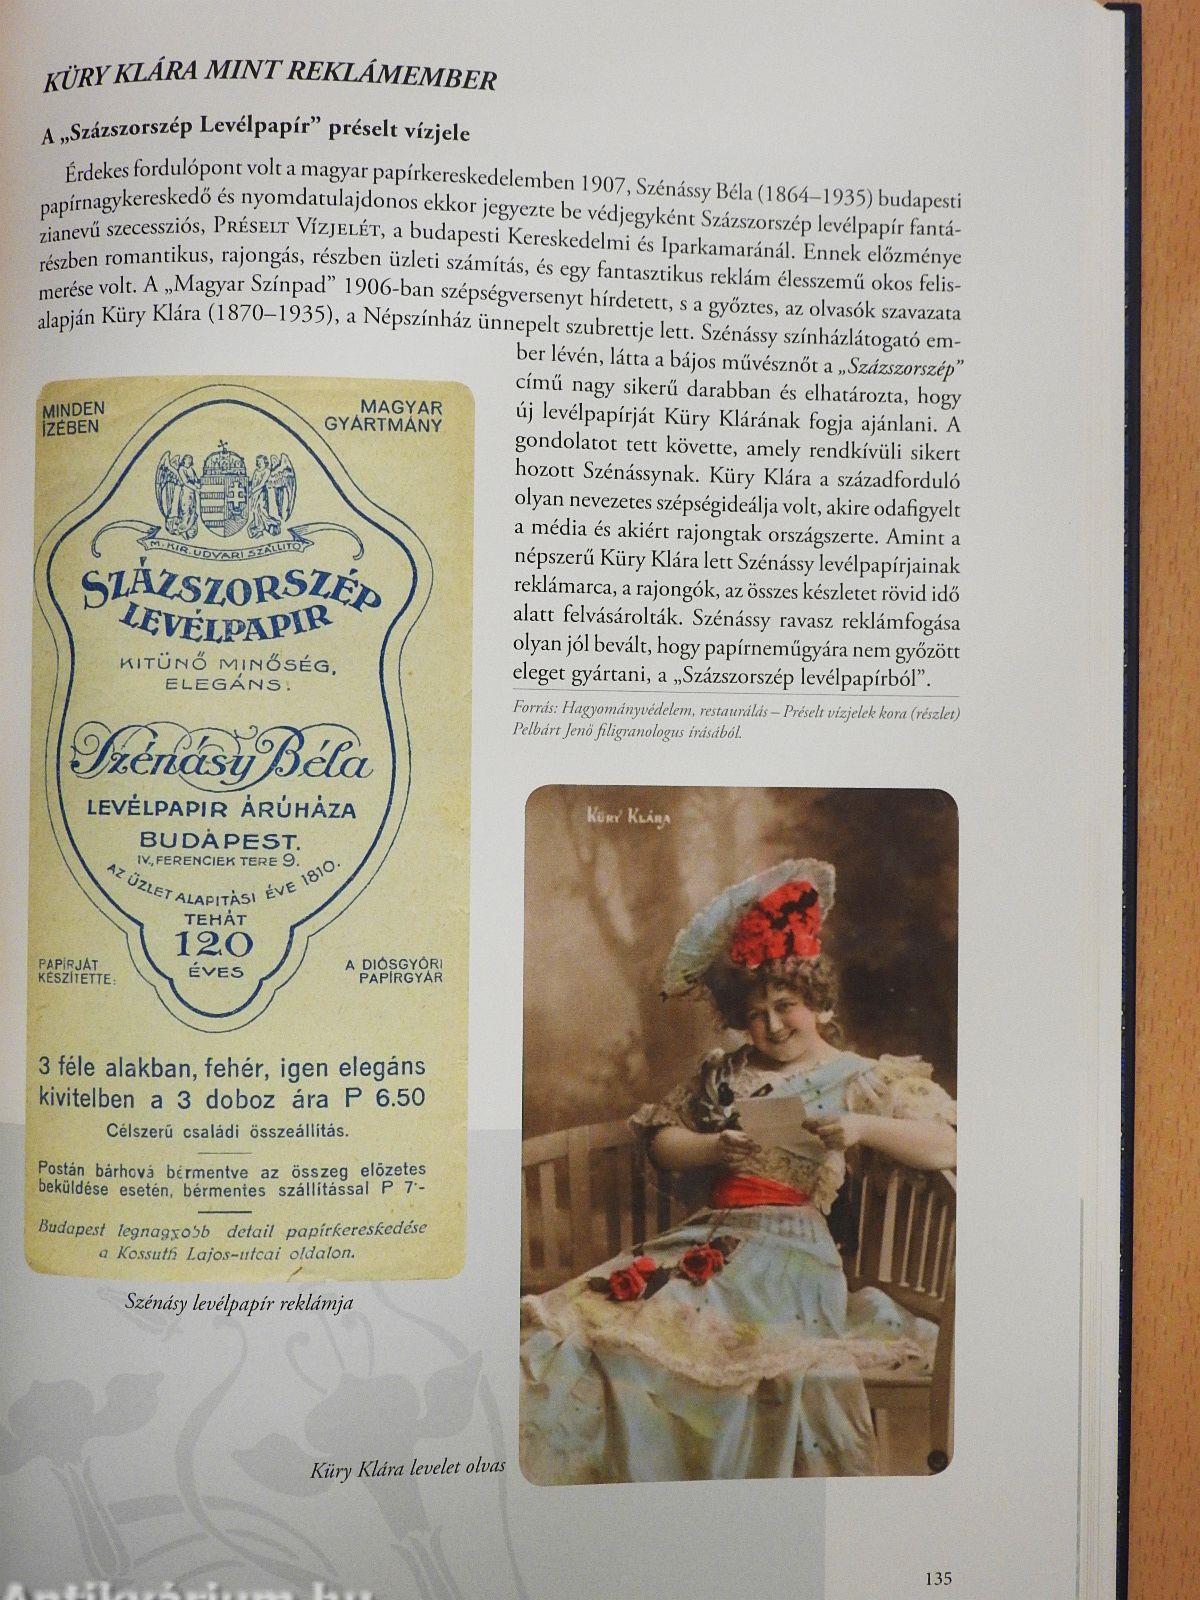 KÜRY KLÁRA MINT REKLÁMEMBER
A „Százszorszép Levélpapír” préselt vízjele
Érdekes fordulópont volt a magyar papírkereskedelemben 1907, Szénássy Béla (1864–1935) budapesti
papírnagykereskedő és nyomdatulajdonos ekkor jegyezte be védjegyként Százszorszép levélpapír fantá-
zianevű szecessziós, PRÉSELT VÍZJELÉT, a budapesti Kereskedelmi és Iparkamaránál. Ennek előzménye
részben romantikus, rajongás, részben üzleti számítás, és egy fantasztikus reklám élesszemű okos felis-
merése volt. A „Magyar Színpad” 1906-ban szépségversenyt hírdetett, s a győztes, az olvasók szavazata
alapján Küry Klára (1870–1935), a Népszínház ünnepelt szubrettje lett. Szénássy színházlátogató em-
ber lévén, látta a bájos művésznőt a „Százszorszép”
című nagy sikerű darabban és elhatározta, hogy
új levélpapírját Küry Klárának fogja ajánlani. A
gondolatot tett követte, amely rendkívüli sikert
hozott Szénássynak. Küry Klára a századforduló
olyan nevezetes szépségideálja volt, akire odafigyelt
a média és akiért rajongtak országszerte. Amint a
népszerű Küry Klára lett Szénássy levélpapírjainak
reklámarca, a rajongók, az összes készletet rövid idő
alatt felvásárolták. Szénássy ravasz reklámfogása
olyan jól bevált, hogy papírneműgyára nem győzött
eleget gyártani, a „Százszorszép levélpapírból”.
Forrás: Hagyományvédelem, restaurálás – Préselt vízjelek kora (részlet)
Pelbárt Jenő filigranologus írásából.
MINDEN
ÍZÉBEN
MAGYAR
GYÁRTMÁNY
M. KIR. UDVARI SZÁLLITÓ
SZÁZSZORSZÉP
LEVÉLPAPIR
KITÜNŐ MINŐSÉG,
ELEGÁNS.
Szénásy Béla
LEVÉLPAPIR ÁRÚHÁZA
BUDAPEST.
IV., FERENCIEK TERE 9.
AZ ÜZLET ALAPITÁSI ÉVE 1810.
TEHÁT
120
ÉVES
PAPÍRJÁT
KÉSZÍTETTE:
A DIÓSGYŐRI
PAPÍRGYÁR
3 féle alakban, fehér, igen elegáns
kivitelben a 3 doboz ára P 6.50
Célszerű családi összeállítás.
Postán bárhová bérmentve az összeg előzetes
beküldése esetén, bérmentes szállítással P 7·-
Budapest legnagyobb detail papírkereskedése
a Kossuth Lajos-utcai oldalon.
Szénásy levélpapír reklámja
KÜRY KLÁRA
Küry Klára levelet olvas
135
Antikvárium.hu